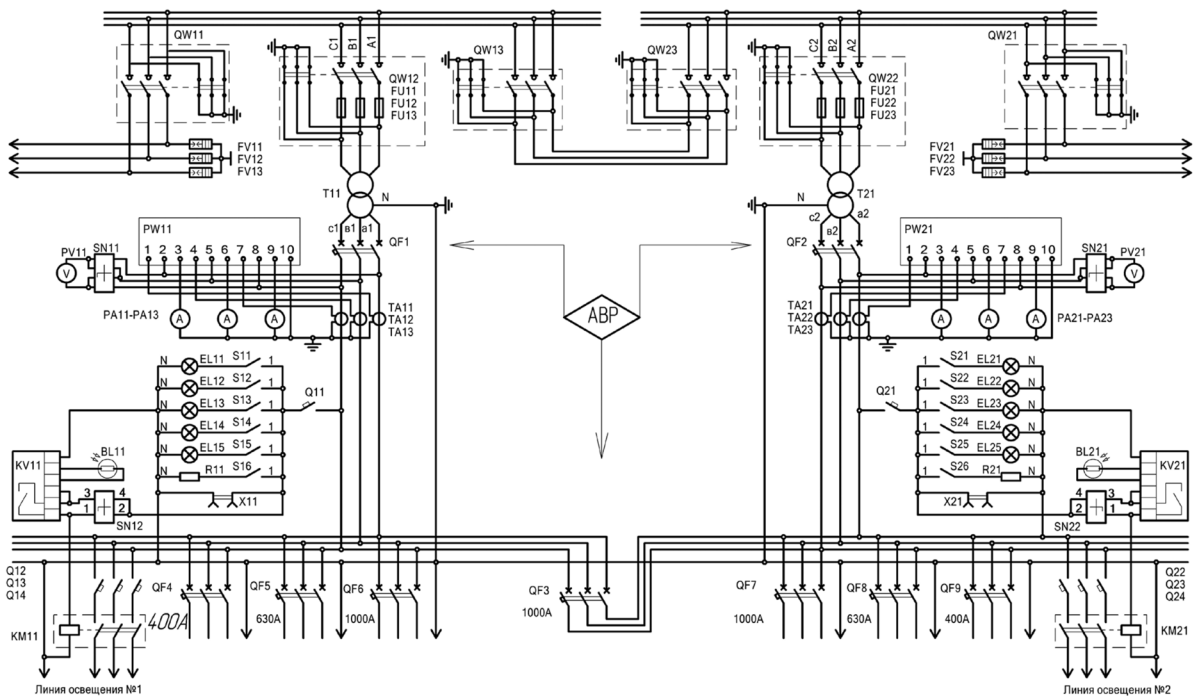 QW11
C1
B1
A1
QW13
QW23
C2
B2
A2
QW21
QW12
FU11
FU12
FU13
QW22
FU21
FU22
FU23
FV11
FV12
FV13
FV21
FV22
FV23
T11
N
N
T21
c1
в1
a1
c2
в2
a2
QF1
QF2
PW11
1 2 3 4 5 6 7 8 9 10
PW21
1 2 3 4 5 6 7 8 9 10
PV11
SN11
V
SN21
PV21
V
PA11-PA13
A
A
A
TA11
TA12
TA13
АВР
TA21
TA22
TA23
A
A
A
PA21-PA23
N EL11 S11 1
N EL12 S12 1
N EL13 S13 1
N EL14 S14 1
N EL15 S15 1
N R11 S16 1
X11
Q11
Q21
1 S21 EL21 N
1 S22 EL22 N
1 S23 EL23 N
1 S24 EL24 N
1 S25 EL25 N
1 S26 R21 N
X21
KV11
BL11
3 4
1 2
SN12
BL21
KV21
4 3
2 1
SN22
Q12
Q13
Q14
QF4
QF5
QF6
QF3
QF7
QF8
QF9
Q22
Q23
Q24
400A
630A
1000A
1000A
1000A
630A
400A
KM11
KM21
Линия освещения №1
Линия освещения №2